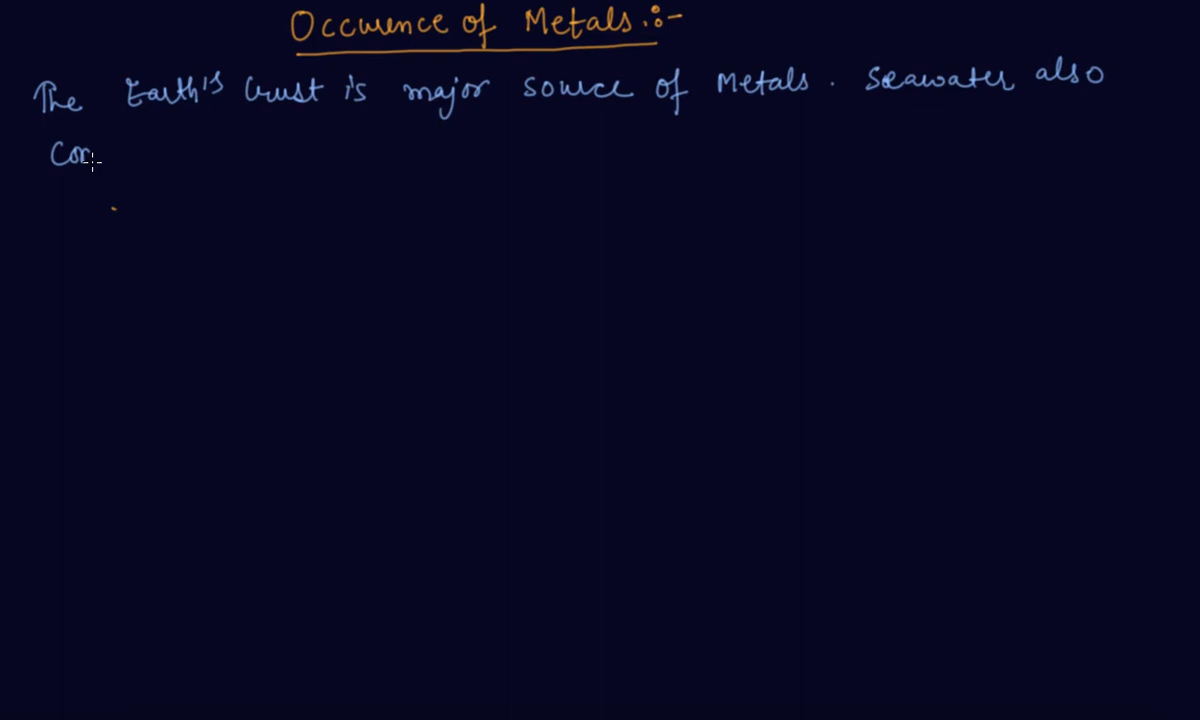 Occurence of Metals :-
The Earth's Crust is major source of Metals. Seawater also
Con